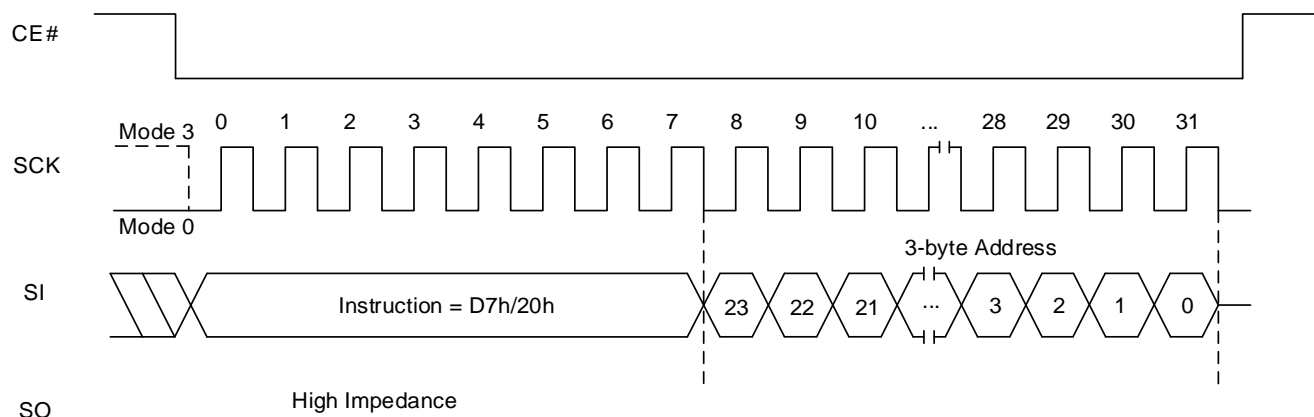 CE#
0 1 2 3 4 5 6 7 8 9 10 ... 28 29 30 31
Mode 3
SCK
Mode 0
3-byte Address
SI
Instruction = D7h/20h 23 22 21 ... 3 2 1 0
High Impedance
SO